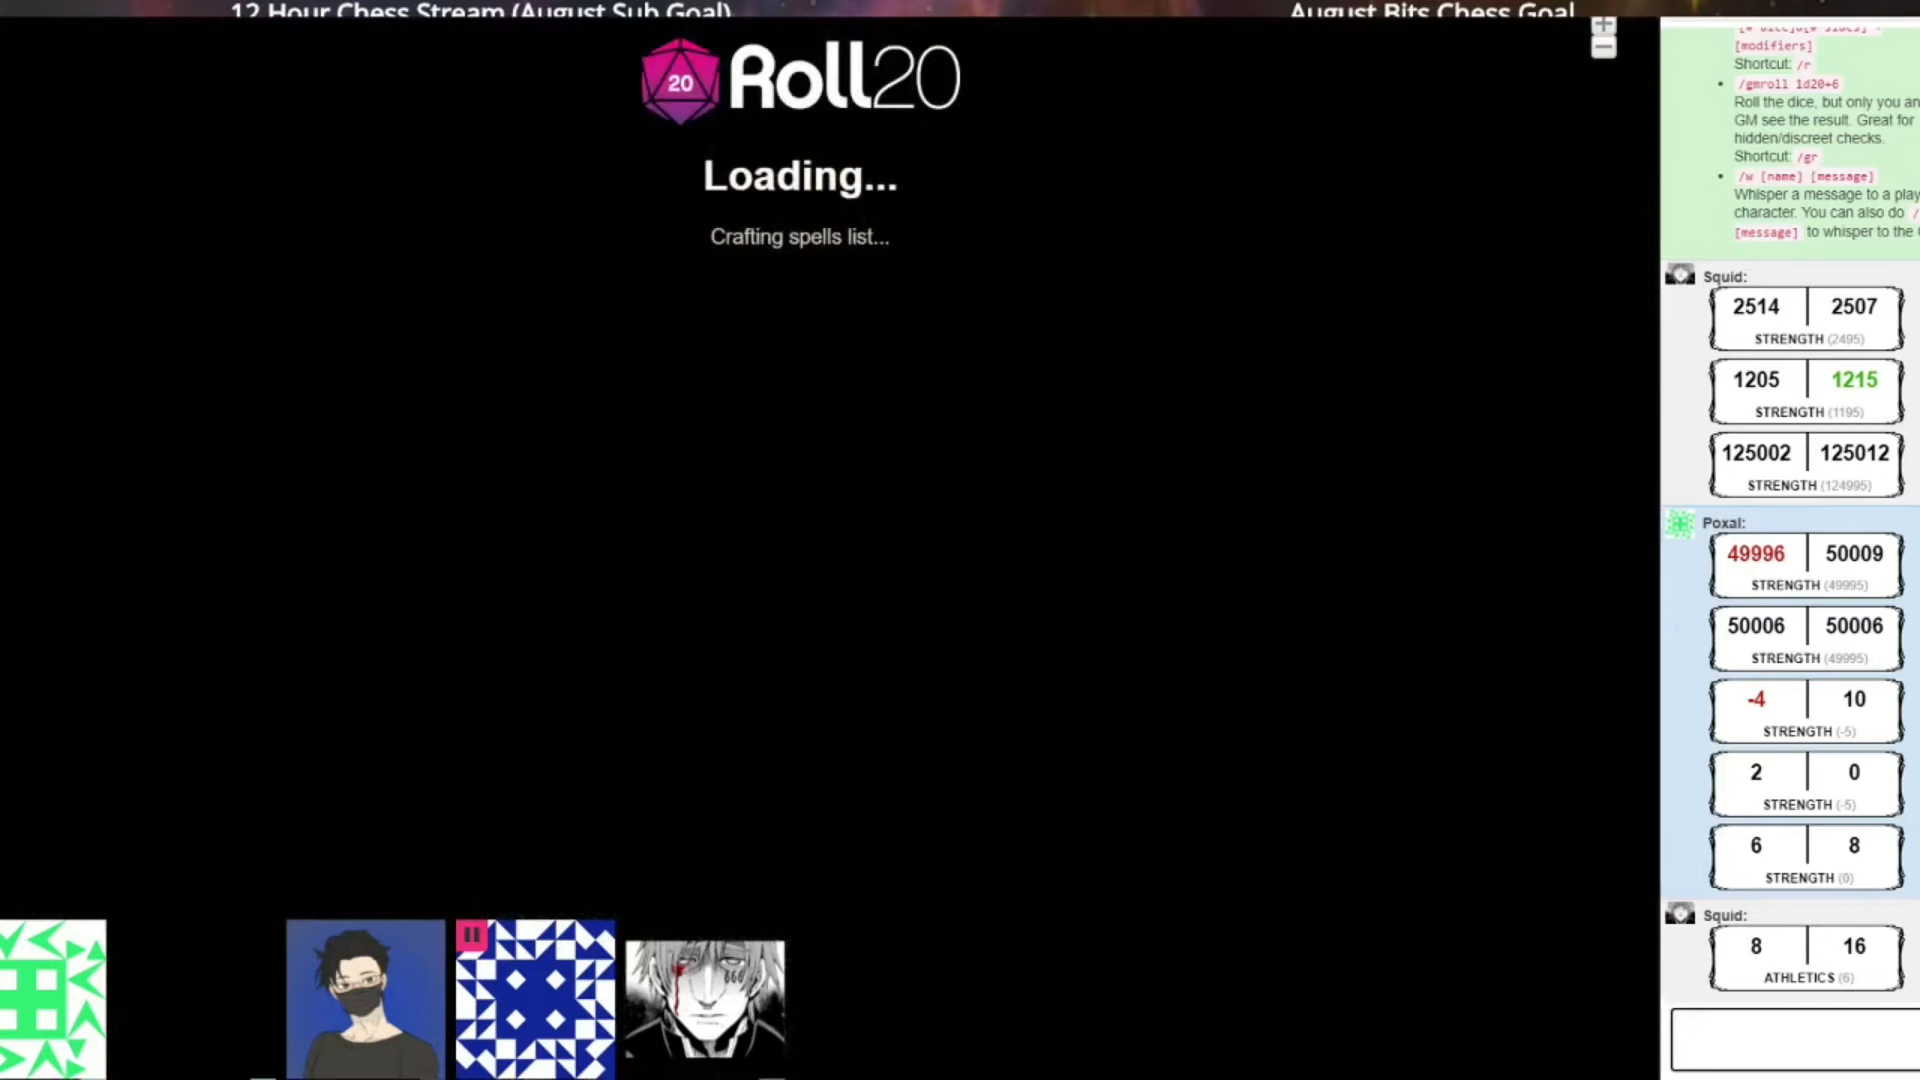 12 Hour Chess Stream (August Sub Goal)
August Bits Chess Goal
20 Roll20
Loading...
Crafting spells list...
[modifiers]
Shortcut: /r
/gmroll 1d20+6
Roll the dice, but only you an
GM see the result. Great for
hidden/discreet checks.
Shortcut: /gr
/w [name] [message]
Whisper a message to a play
character. You can also do /
[message] to whisper to the
Squid:
2514 2507
STRENGTH (2495)
1205 1215
STRENGTH (1195)
125002 125012
STRENGTH (124995)
Poxal:
49996 50009
STRENGTH (49995)
50006 50006
STRENGTH (49995)
-4 10
STRENGTH (-5)
2 0
STRENGTH (-5)
6 8
STRENGTH (0)
Squid:
8 16
ATHLETICS (6)
666